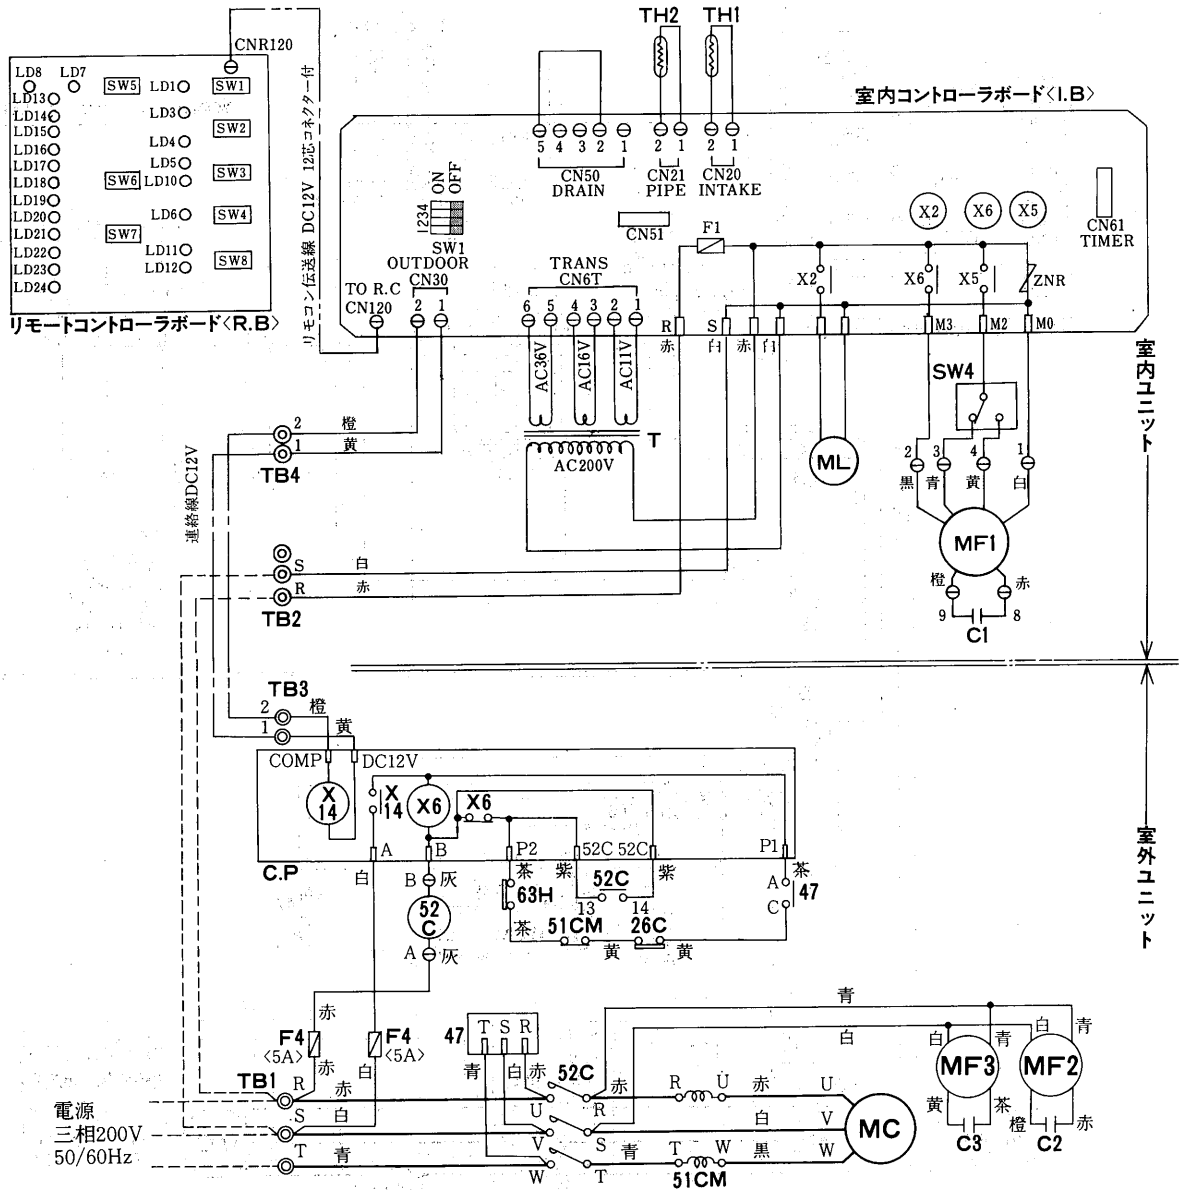 CNR120
LD8
LD7
SW5
LD1
SW1
LD13
LD14
LD15
LD16
LD17
LD18
LD19
LD20
LD21
LD22
LD23
LD24
LD3
SW2
LD4
LD5
SW3
SW6
LD10
LD6
SW4
SW7
LD11
LD12
SW8
リモートコントローラボード〈R.B〉
リモコン伝送線 DC12V 12芯コネクター付
TH2
TH1
室内コントローラボード〈I.B〉
5 4 3 2 1
CN50
DRAIN
2 1
CN21
PIPE
2 1
CN20
INTAKE
ON
OFF
1234
SW1
OUTDOOR
CN30
2 1
TO R.C
CN120
CN51
TRANS
CN6T
6 5 4 3 2 1
F1
X2
X6
X5
CN61
TIMER
X2
X6
X5
ZNR
R
S
赤
白
赤
白
M3
M2
M0
AC36V
AC16V
AC11V
T
AC200V
SW4
ML
2
3
4
1
黒
青
黄
白
MF1
橙
赤
9
8
C1
室内ユニット
2
橙
1
黄
TB4
連絡線DC12V
S
白
R
赤
TB2
TB3
2
橙
1
黄
COMP
DC12V
X
14
X
14
X6
X6
A
B
P2
52C
52C
P1
C.P
白
B
灰
茶
紫
52C
紫
茶
A
47
C
63H
13
14
52
C
茶
51CM
26C
黄
黄
A
灰
室外ユニット
赤
F4
<5A>
赤
F4
<5A>
白
47
T S R
青
白
赤
52C
青
白
白
青
白
青
MF3
MF2
黄
茶
橙
赤
C3
C2
TB1
R
赤
S
白
T
青
電源
三相200V
50/60Hz
U
V
W
赤
R
S
T
青
R
U
赤
U
白
V
T
W
黒
W
51CM
MC